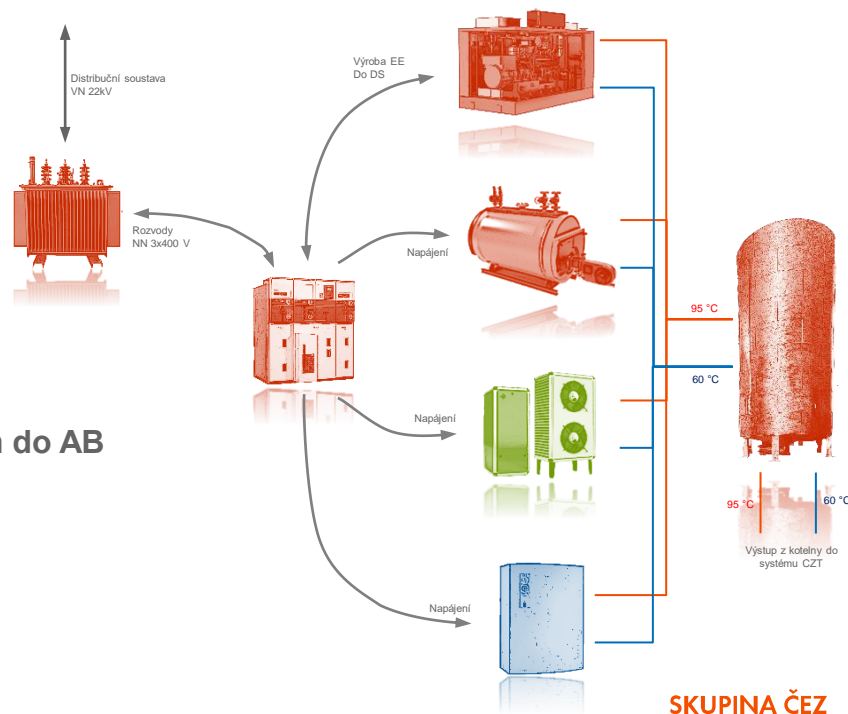 Distribuční soustava
VN 22kV
Výroba EE
Do DS
Rozvody
NN 3x400 V
Napájení
95 °C
60 °C
Napájení
do AB
Napájení
95 °C
60 °C
Výstup z kotelny do
systému CZT
SKUPINA ČEZ